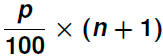 p/100 × (n + 1)